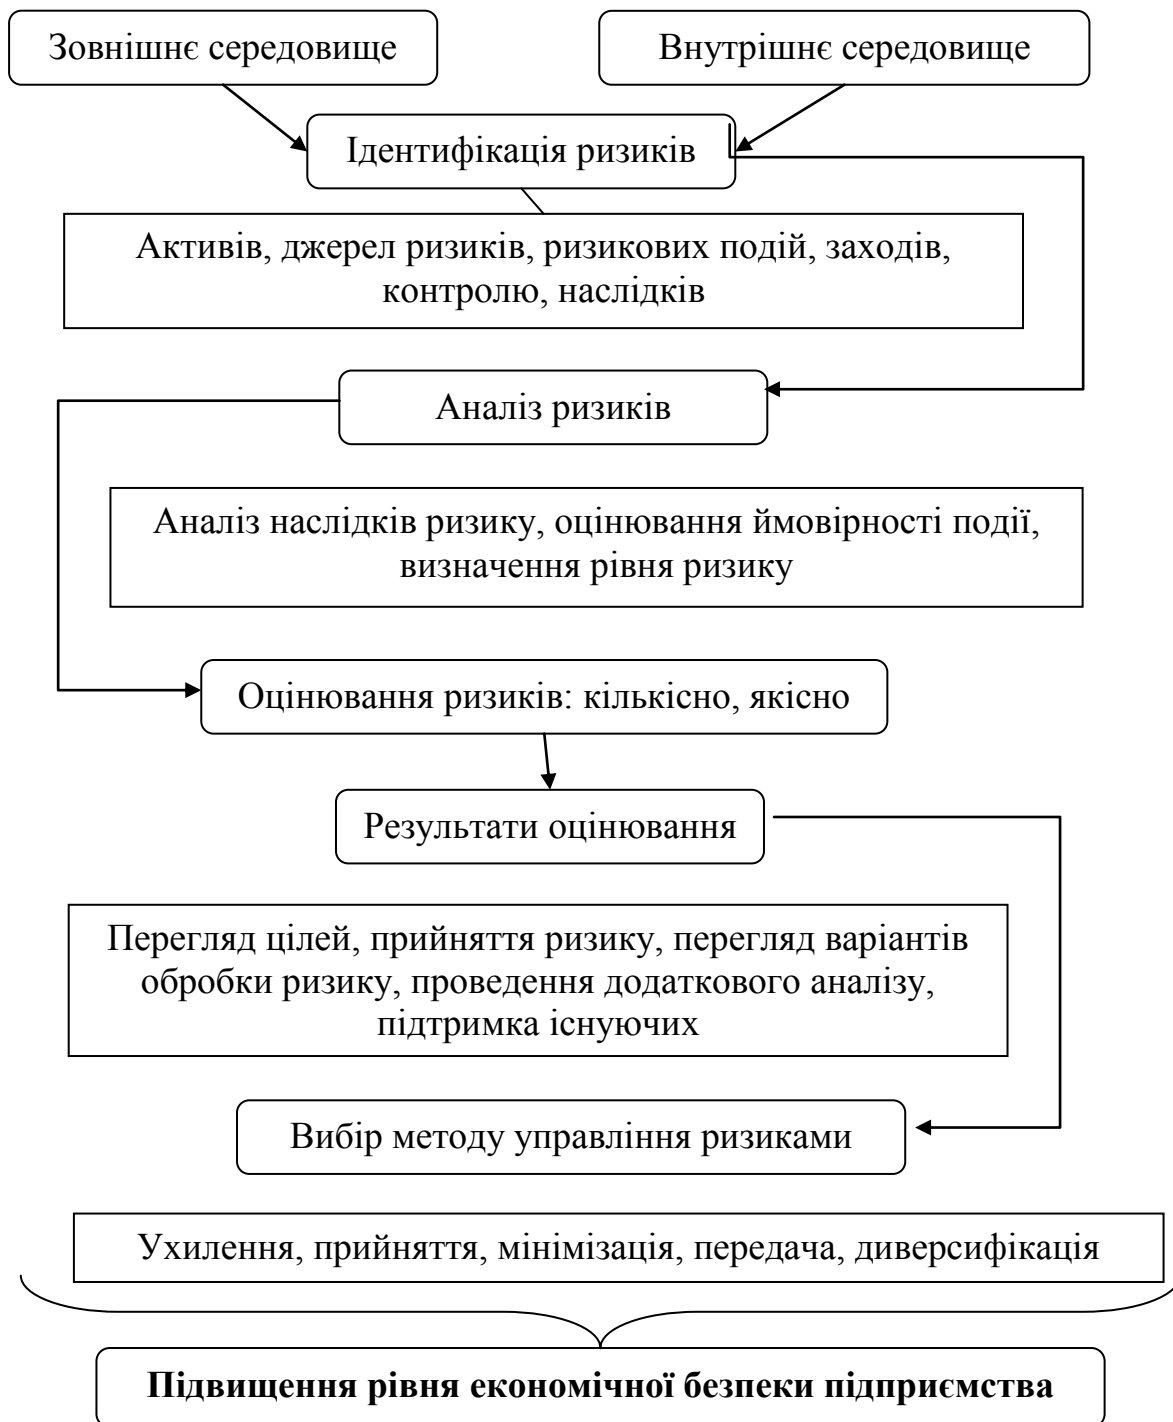 Зовнішнє середовище
Внутрішнє середовище
Ідентифікація ризиків
Активів, джерел ризиків, ризикових подій, заходів,
контролю, наслідків
Аналіз ризиків
Аналіз наслідків ризику, оцінювання ймовірності події,
визначення рівня ризику
Оцінювання ризиків: кількісно, якісно
Результати оцінювання
Перегляд цілей, прийняття ризику, перегляд варіантів
обробки ризику, проведення додаткового аналізу,
підтримка існуючих
Вибір методу управління ризиками
Ухилення, прийняття, мінімізація, передача, диверсифікація
Підвищення рівня економічної безпеки підприємства